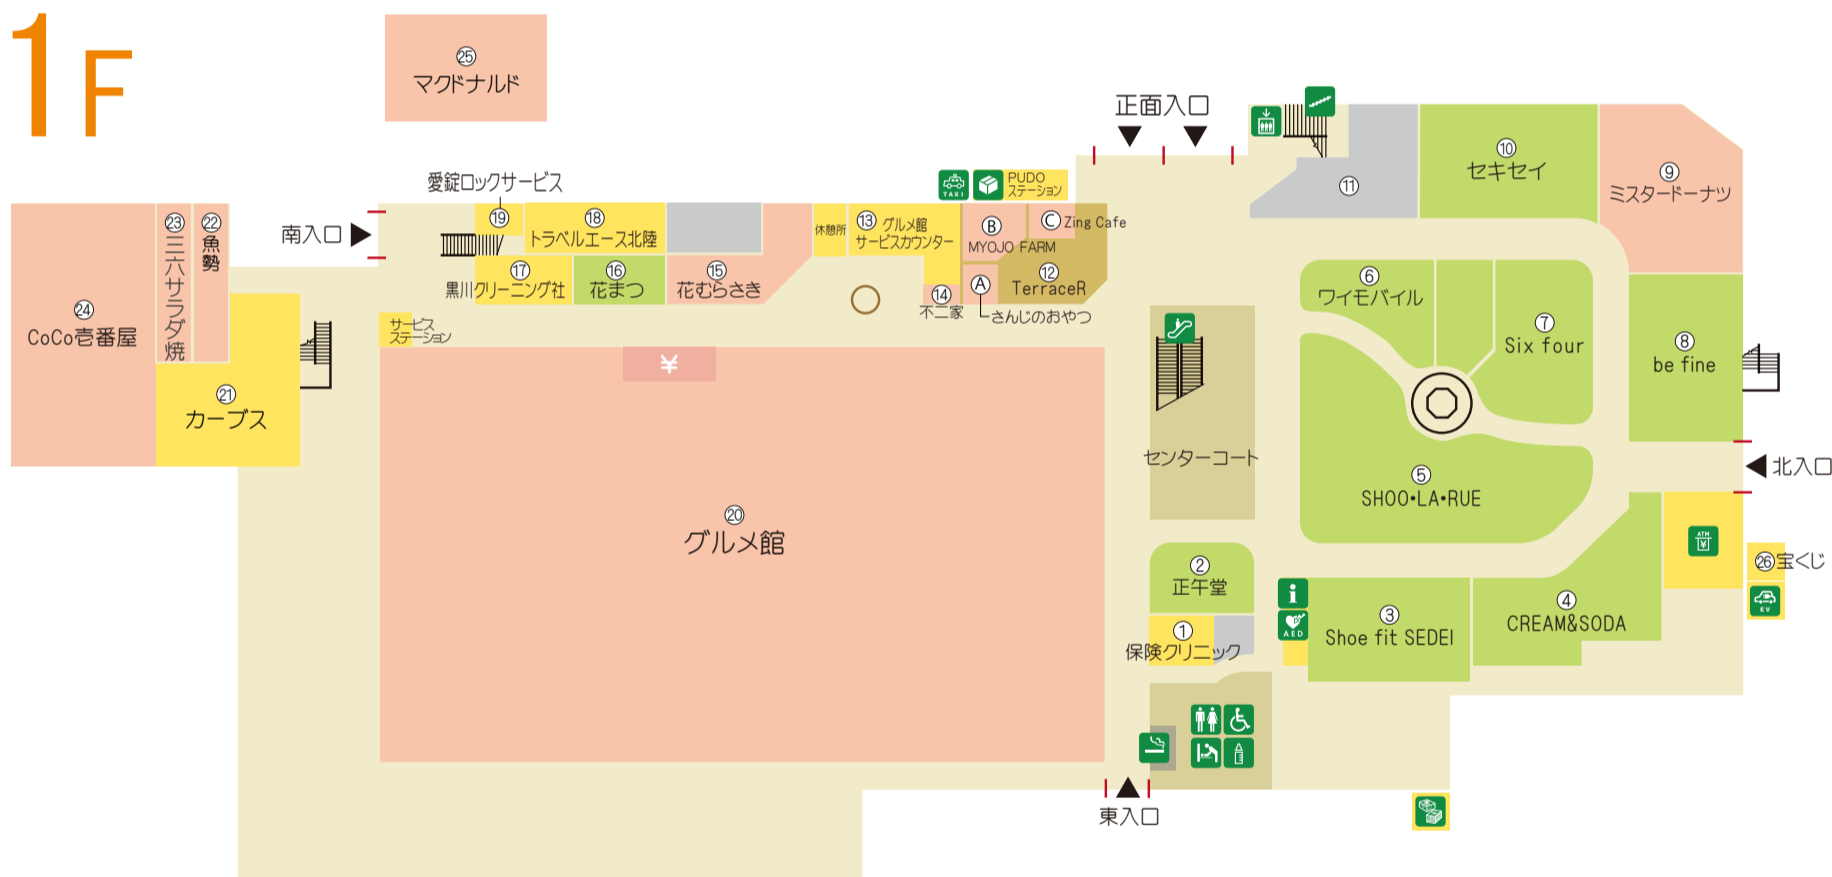 1F
㉕
マクドナルド
正面入口
愛錠ロックサービス
TAXI
PUDO
ステーション
南入口
⑲
⑱
トラベルエース北陸
休憩所
⑬ グルメ館
サービスカウンター
Ⓑ
MYOJO FARM
Ⓒ Zing Cafe
⑪
⑩
セキセイ
⑨
ミスタードーナツ
㉔
CoCo壱番屋
㉓
三六サラダ焼
㉒
魚勢
⑰
黒川クリーニング社
⑯
花まつ
⑮
花むらさき
⑭
不二家
Ⓐ
さんじのおやつ
⑫
TerraceR
⑥
ワイモバイル
⑦
Six four
⑧
be fine
サービス
ステーション
¥
㉑
カーブス
⑳
グルメ館
センターコート
⑤
SHOO•LA•RUE
北入口
ATM
¥
㉖宝くじ
EV
②
正午堂
①
保険クリニック
i
AED
③
Shoe fit SEDEI
④
CREAM&SODA
東入口